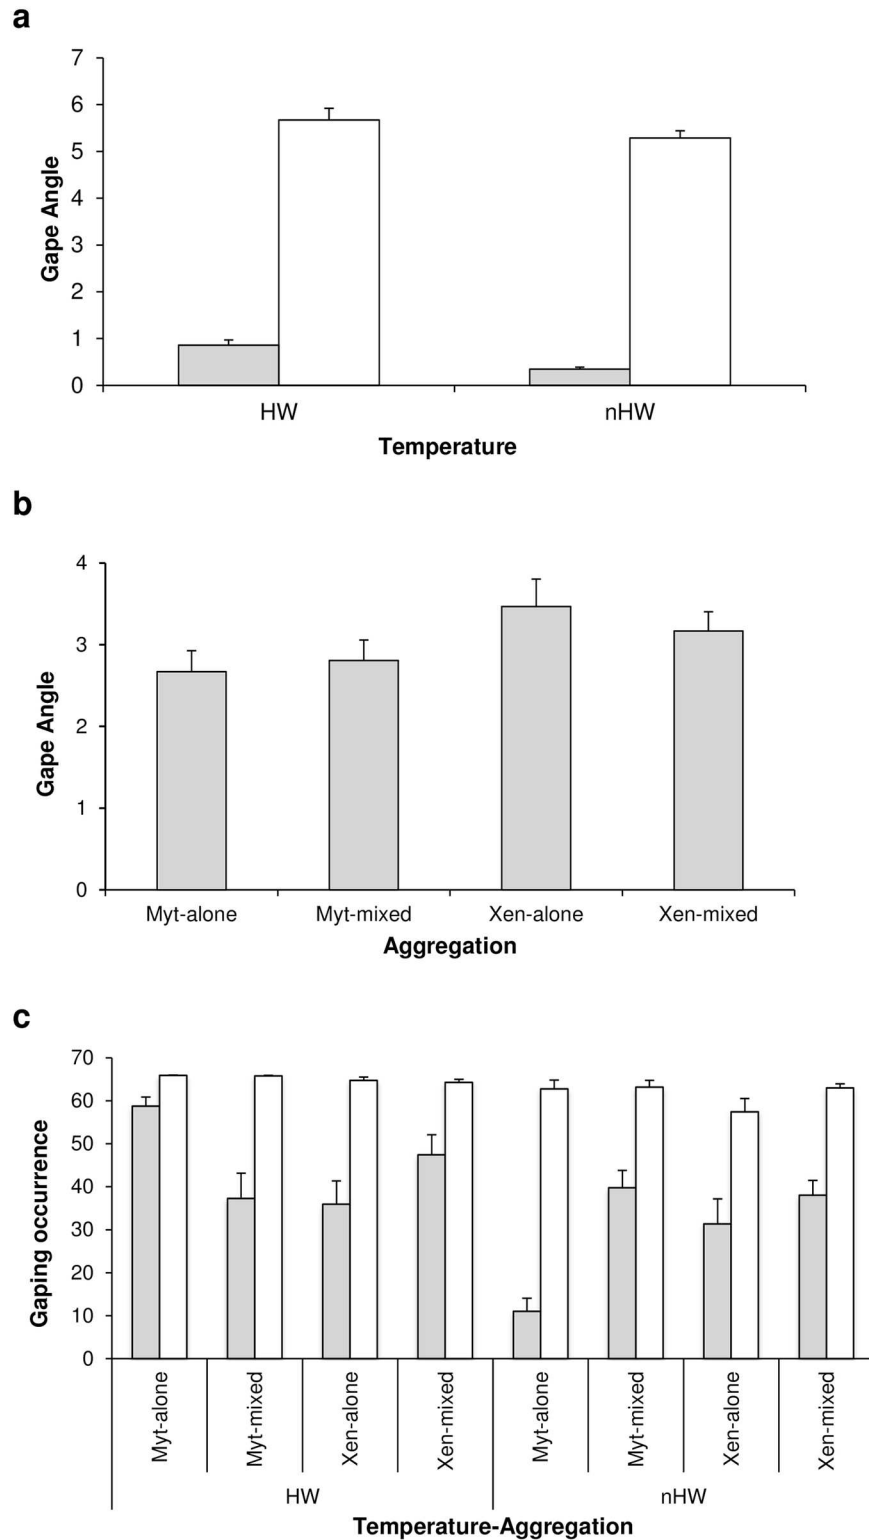 a
7
6
5
4
3
2
1
0
Gape Angle
HW nHW
Temperature
b
4
3
2
1
0
Gape Angle
Myt-alone Myt-mixed Xen-alone Xen-mixed
Aggregation
c
70
60
50
40
30
20
10
0
Gaping occurrence
Myt-alone
Myt-mixed
Xen-alone
Xen-mixed
Myt-alone
Myt-mixed
Xen-alone
Xen-mixed
HW nHW
Temperature-Aggregation